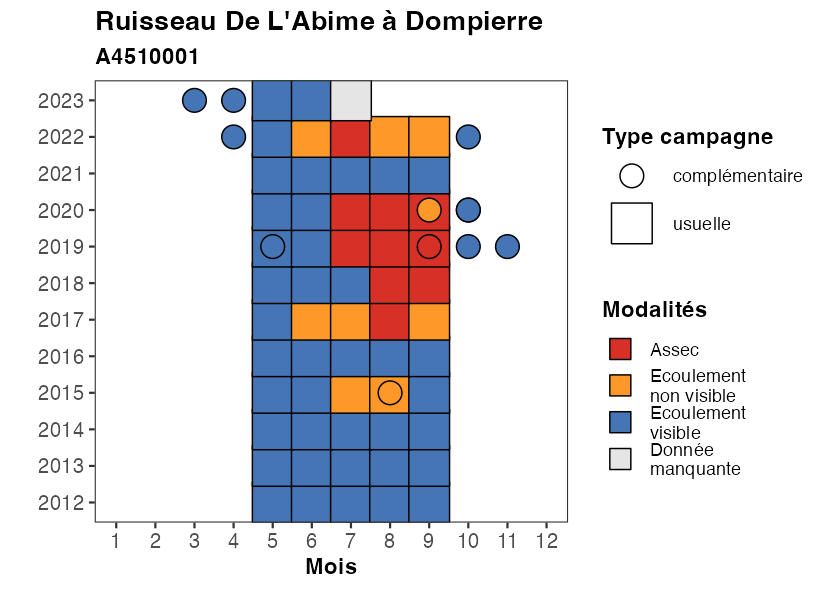 Ruisseau De L'Abime à Dompierre
A4510001
2023
2022
2021
2020
2019
2018
2017
2016
2015
2014
2013
2012
1 2 3 4 5 6 7 8 9 10 11 12
Mois
Type campagne
complémentaire
usuelle
Modalités
Assec
Ecoulement
non visible
Ecoulement
visible
Donnée
manquante